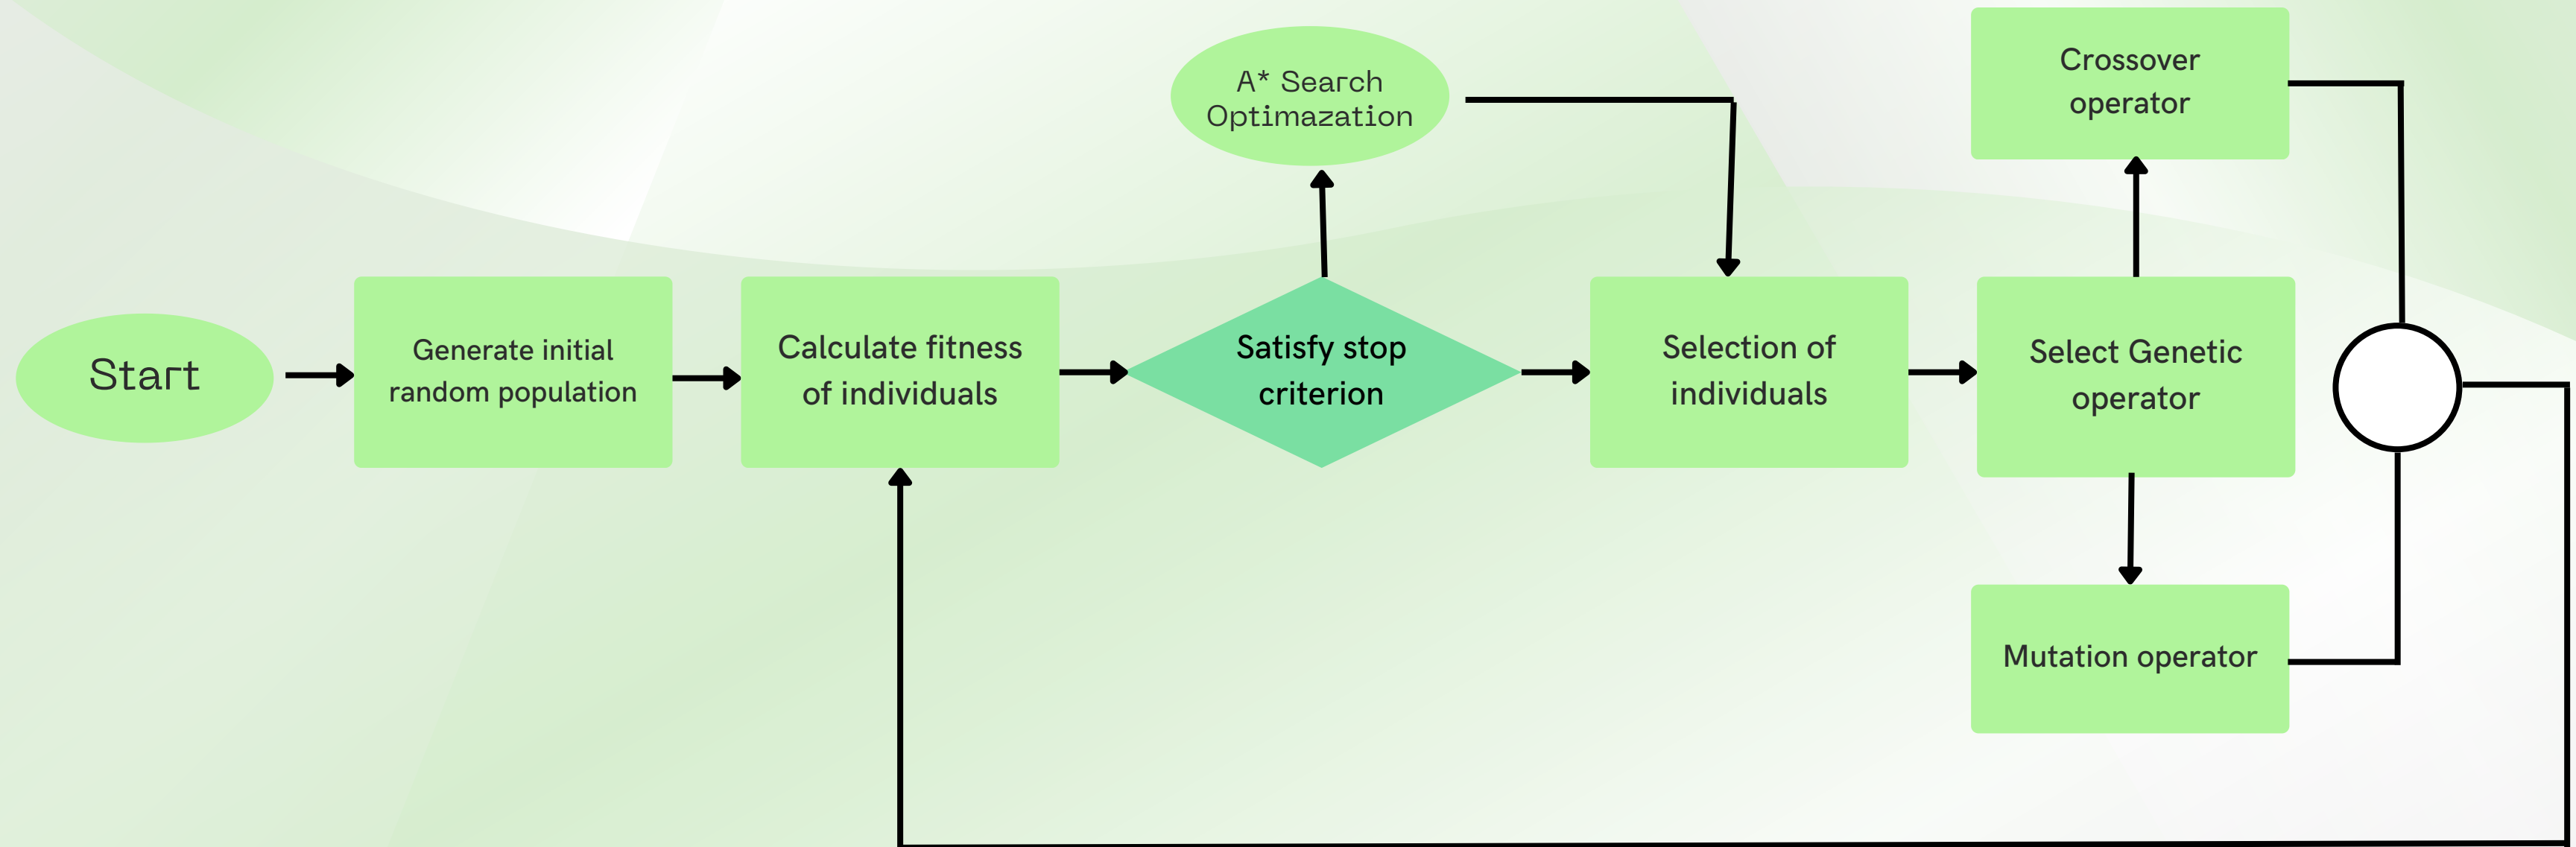 Start
Generate initial
random population
Calculate fitness
of individuals
Satisfy stop
criterion
A* Search
Optimazation
Selection of
individuals
Select Genetic
operator
Crossover
operator
Mutation operator